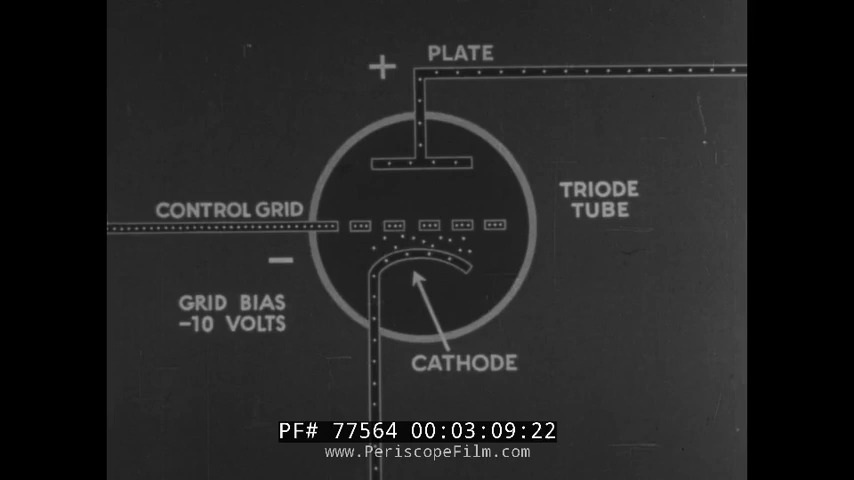 + PLATE
TRIODE
TUBE
CONTROL GRID
–
GRID BIAS
–10 VOLTS
CATHODE
PF# 77564 00:03:09:22
www.PeriscopeFilm.com